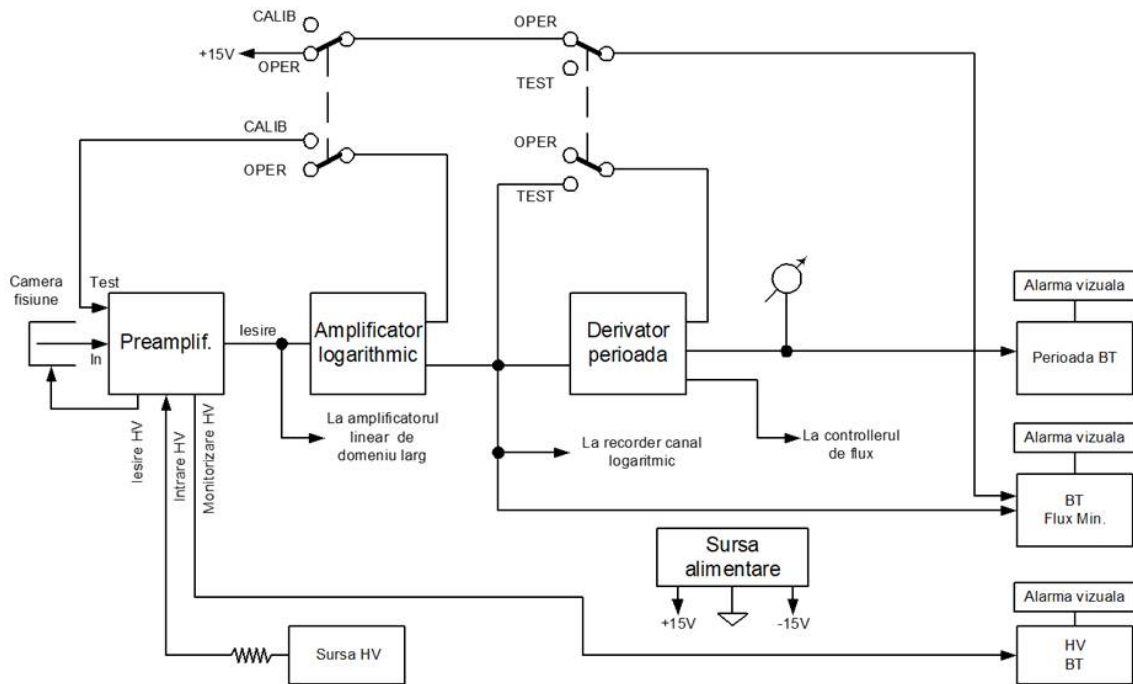 CALIB
+15V
OPER
OPER
TEST
CALIB
OPER
OPER
TEST
Camera
fisiune
Test
In
Preamplif.
Iesire
Amplificator
logarithmic
Derivator
perioada
Alarma vizuala
Perioada BT
Iesire HV
Intrare HV
Monitorizare HV
La amplificatorul
linear de
domeniu larg
La recorder canal
logaritmic
La controllerul
de flux
Alarma vizuala
BT
Flux Min.
Sursa
alimentare
+15V
-15V
Sursa HV
Alarma vizuala
HV
BT